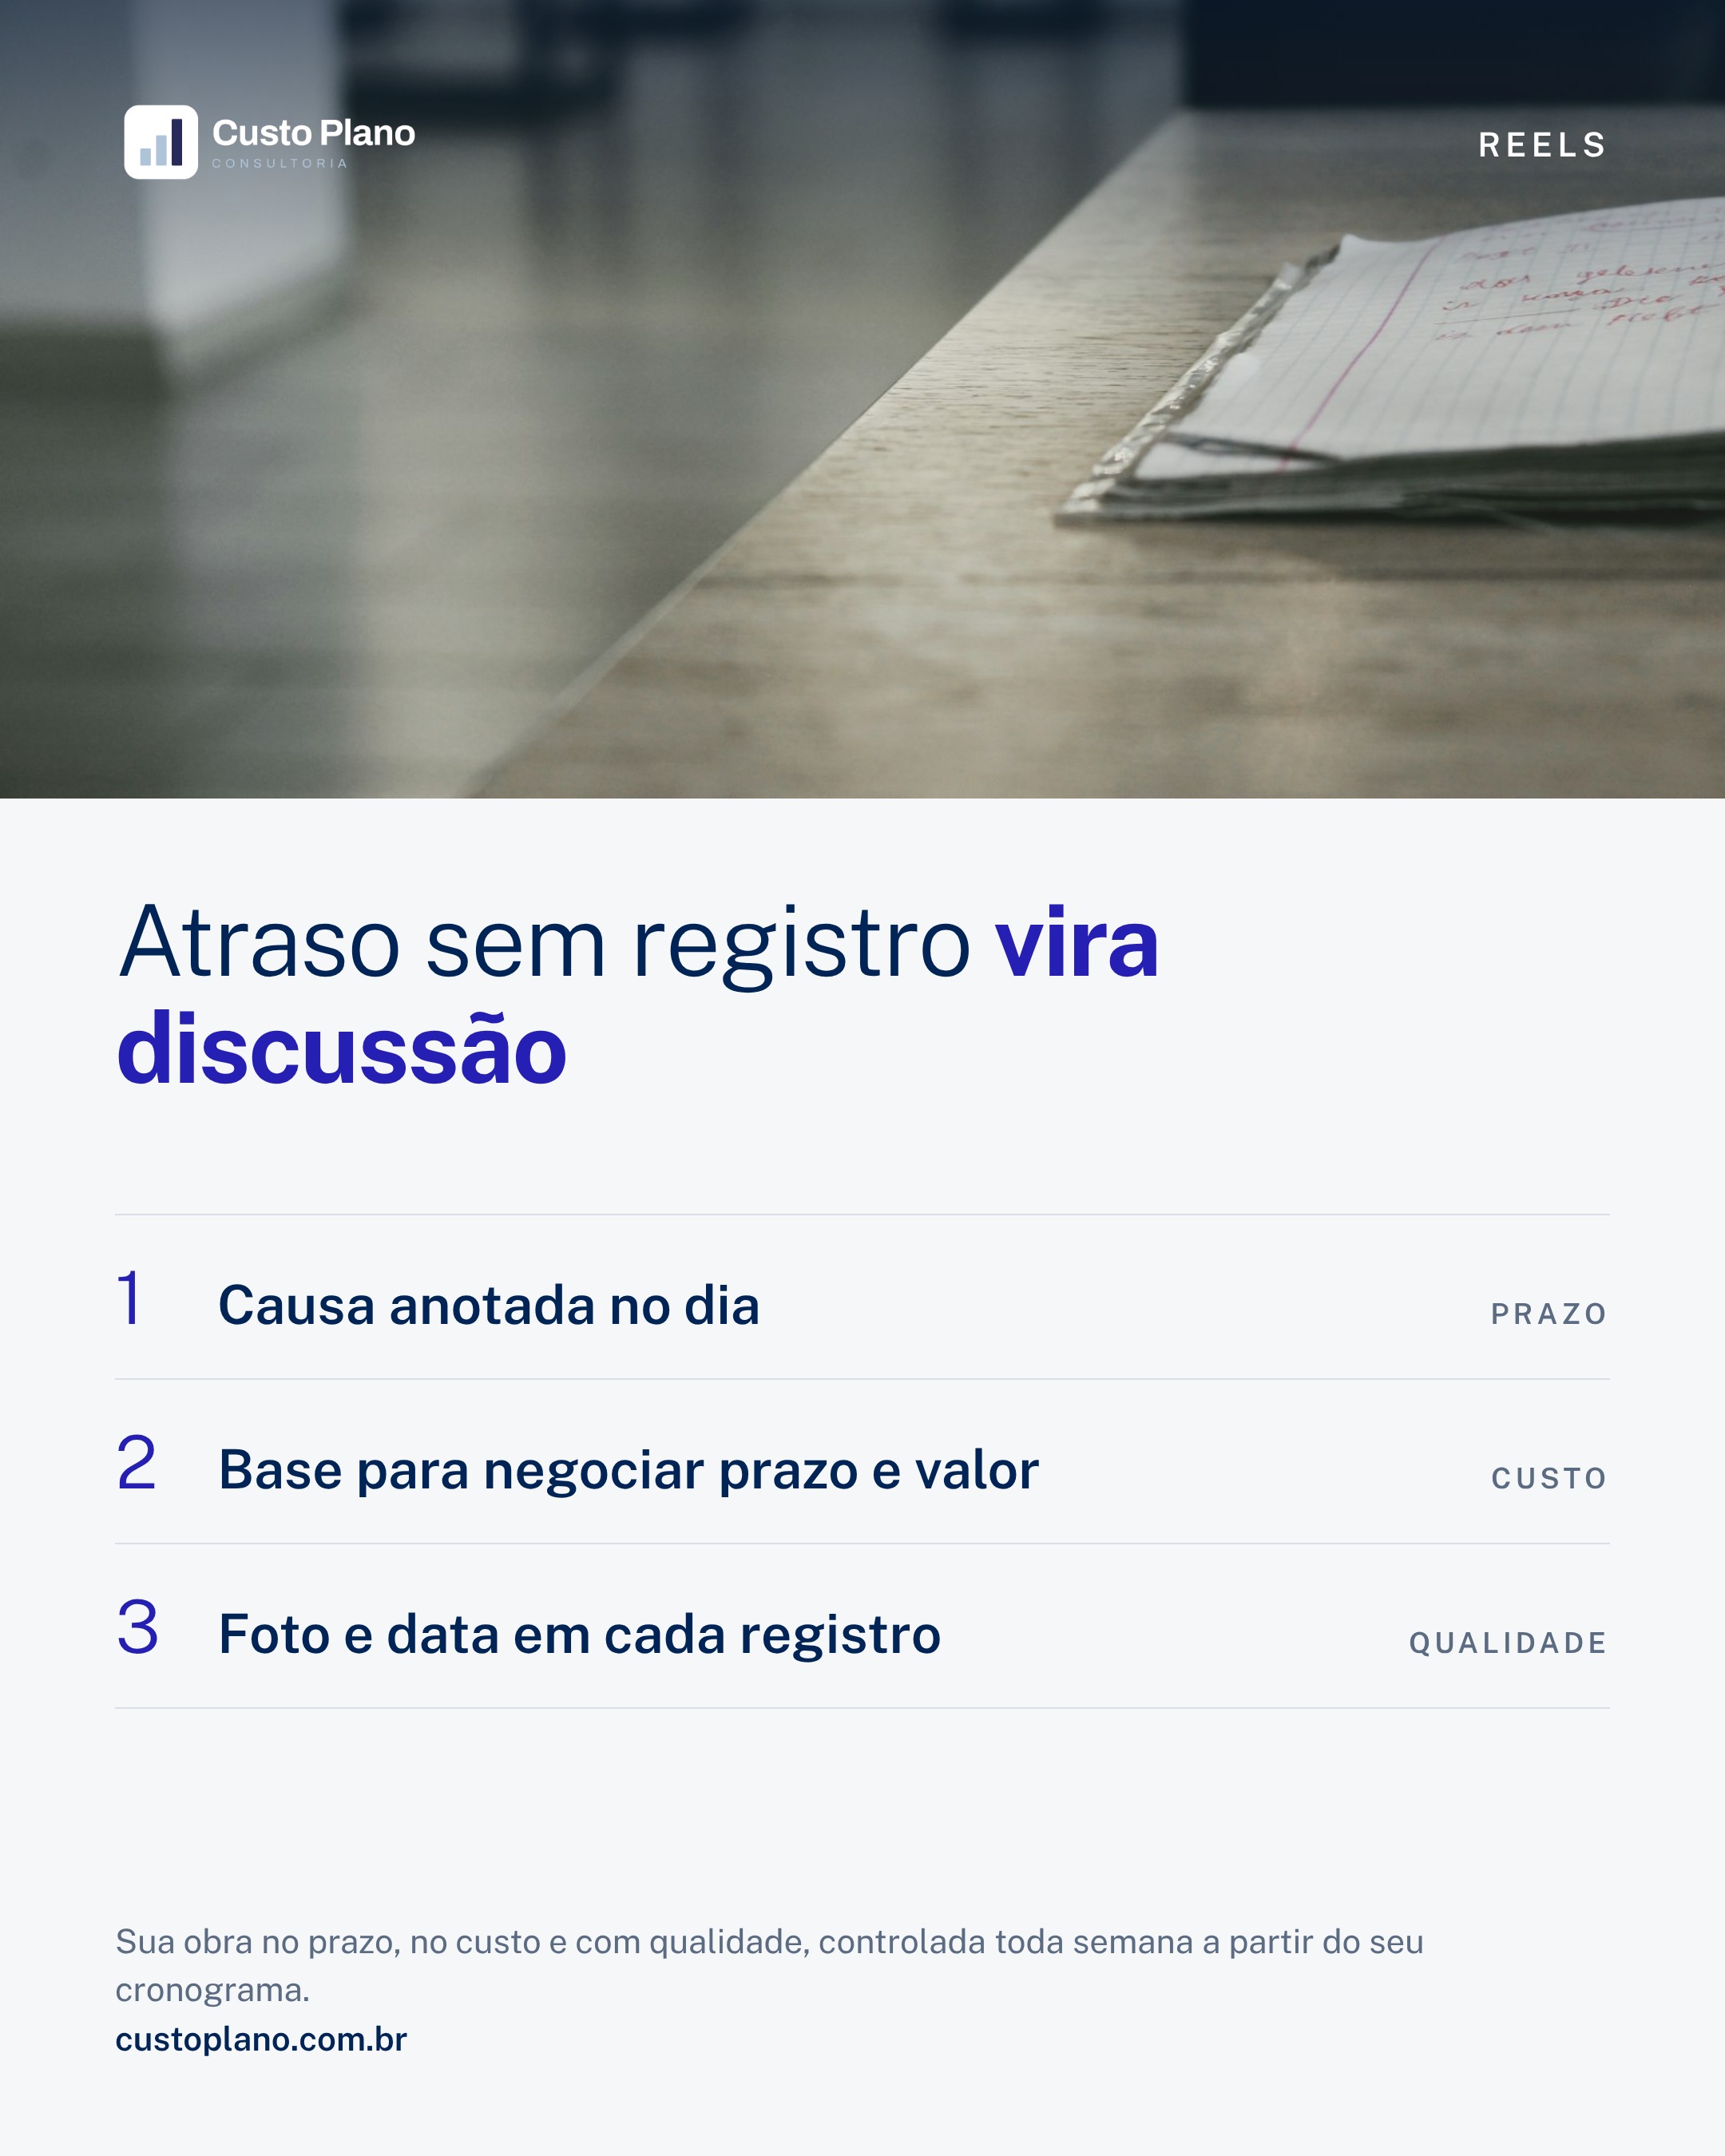 Custo Plano
CONSULTORIA
REELS
Atraso sem registro vira
discussão
1 Causa anotada no dia PRAZO
2 Base para negociar prazo e valor CUSTO
3 Foto e data em cada registro QUALIDADE
Sua obra no prazo, no custo e com qualidade, controlada toda semana a partir do seu
cronograma.
custoplano.com.br